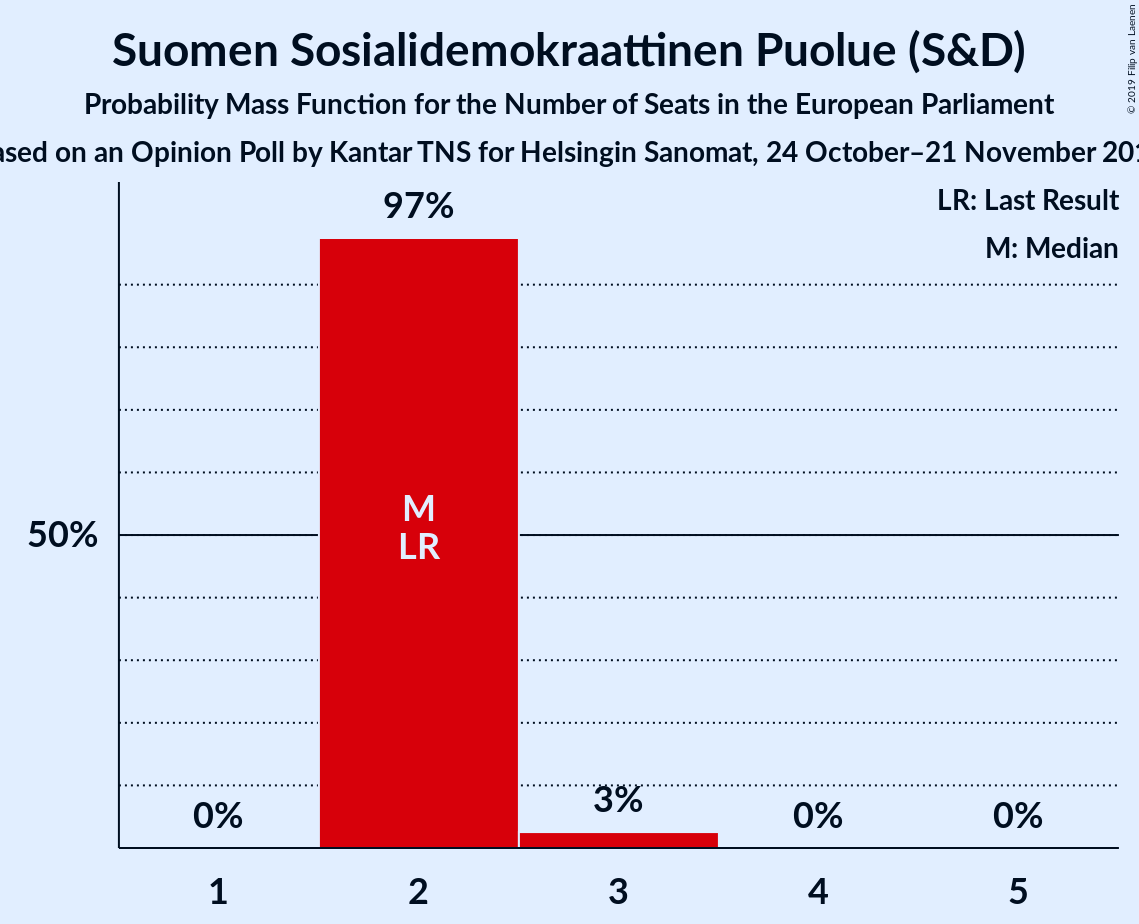 Suomen Sosialidemokraattinen Puolue (S&D)
Probability Mass Function for the Number of Seats in the European Parliament
on an Opinion Poll by Kantar TNS for Helsingin Sanomat, 24 October–21 November
© 2019 Filip van Laenen
LR: Last Result
M: Median
97%
50%
M
LR
0%
3%
0%
0%
1
2
3
4
5